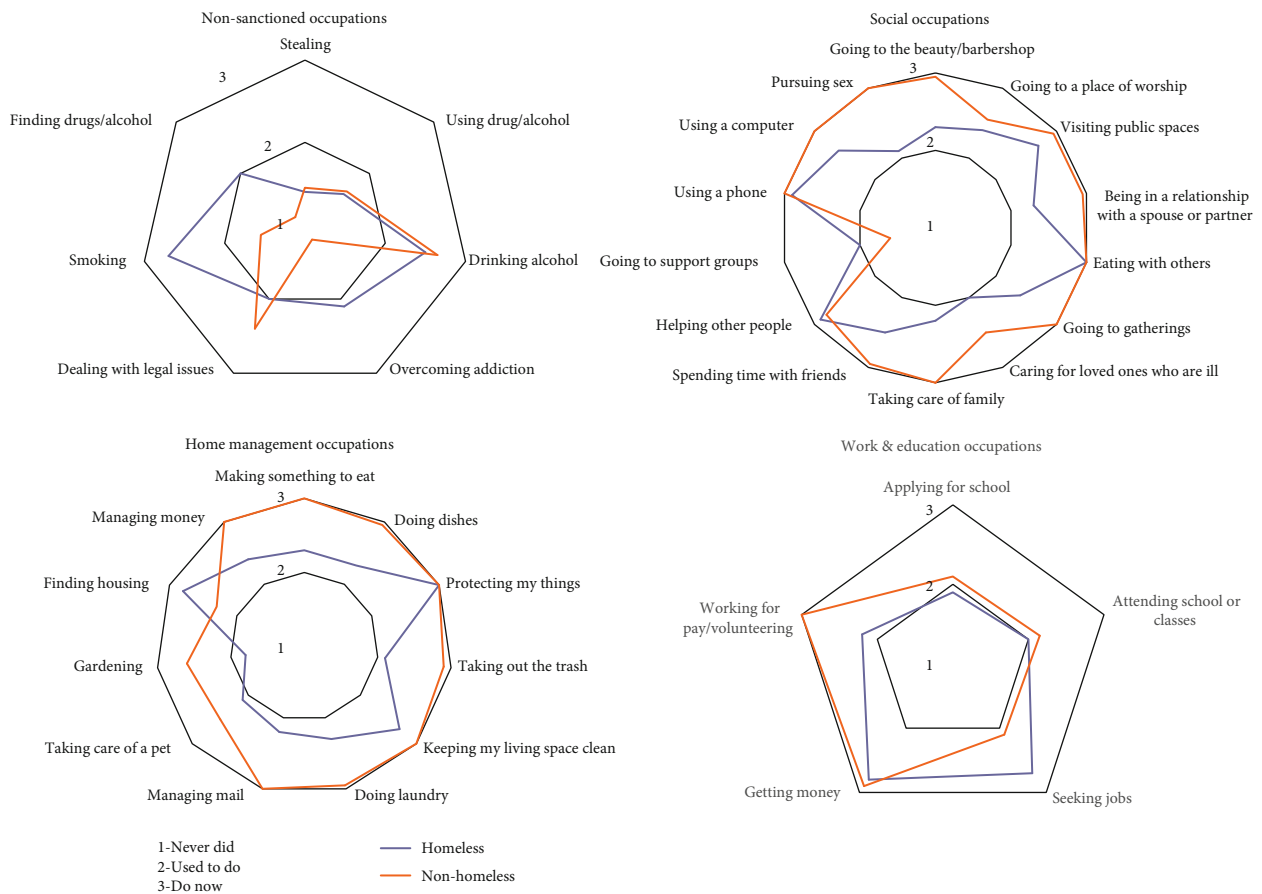 Non-sanctioned occupations
Stealing
3
Finding drugs/alcohol
Using drug/alcohol
2
1
Smoking
Drinking alcohol
Dealing with legal issues
Overcoming addiction
Social occupations
Going to the beauty/barbershop
3
Pursuing sex
Going to a place of worship
Using a computer
Visiting public spaces
2
Using a phone
Being in a relationship
with a spouse or partner
1
Going to support groups
Eating with others
Helping other people
Going to gatherings
Spending time with friends
Caring for loved ones who are ill
Taking care of family
Home management occupations
Making something to eat
3
Managing money
Doing dishes
2
Finding housing
Protecting my things
1
Gardening
Taking out the trash
Taking care of a pet
Keeping my living space clean
Managing mail
Doing laundry
Work & education occupations
Applying for school
3
2
Working for
pay/volunteering
Attending school or
classes
1
Getting money
Seeking jobs
1-Never did
2-Used to do
3-Do now
Homeless
Non-homeless